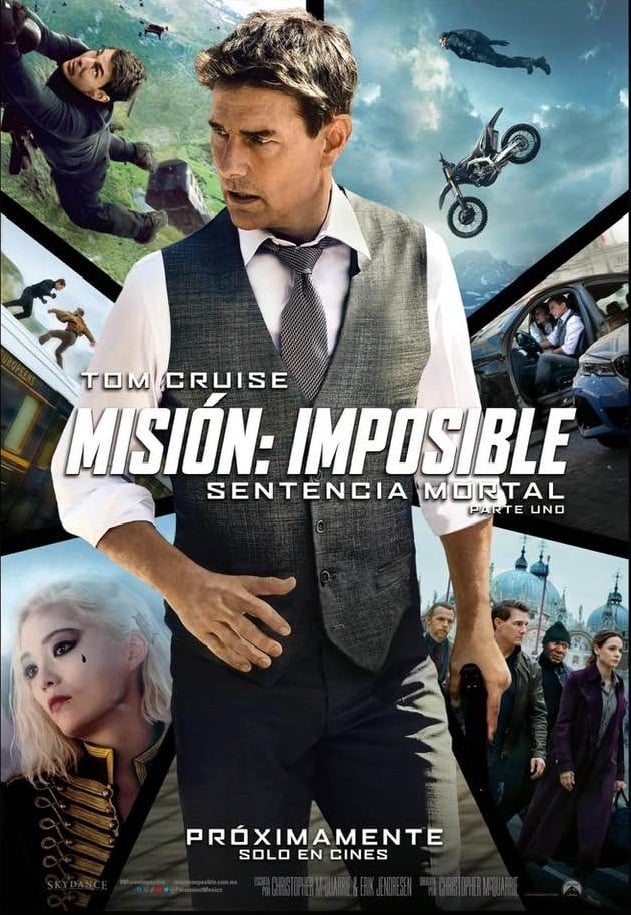 TOM CRUISE
MISIÓN: IMPOSIBLE
SENTENCIA MORTAL
PARTE UNO
PRÓXIMAMENTE
SOLO EN CINES
SKYDANCE
CHRISTOPHER McQUARRIE & ERIK JENDRESEN
CHRISTOPHER McQUARRIE